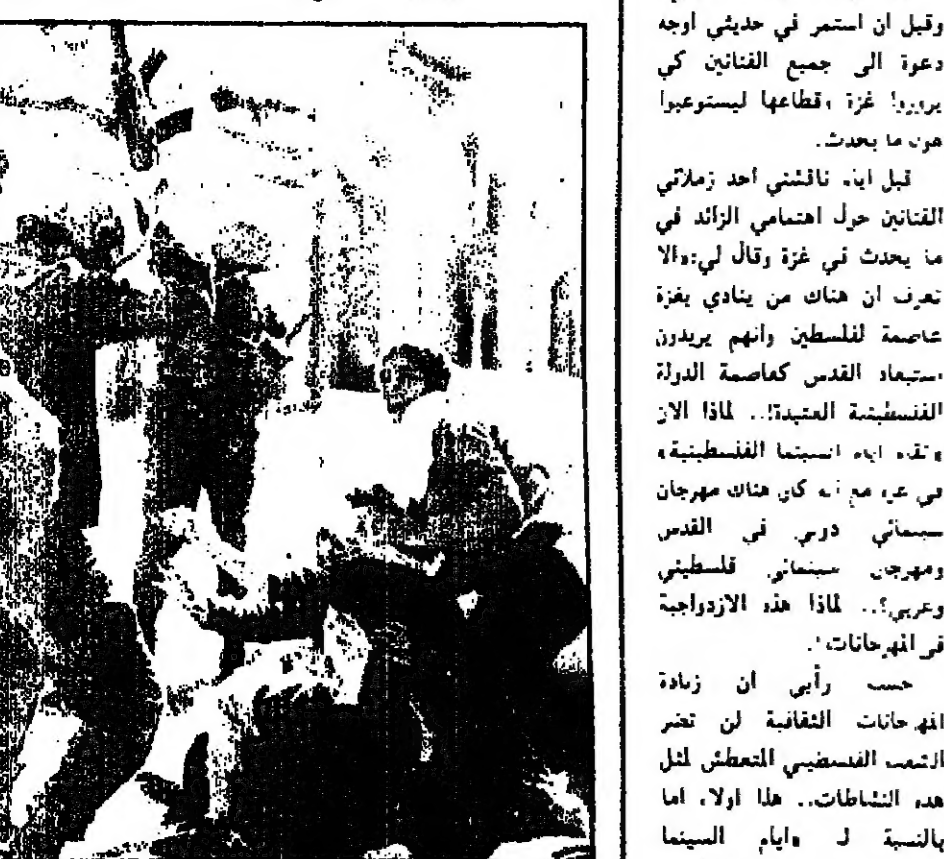 وقبل ان استمر في حديثي اوجه
دعوة الى جميع الفنانين كي
يزوروا غزة وقطاعها ليستوعبوا
هول ما يحدث.
قبل ايام ناقشني أحد زملائي
الفنانين حول اهتمامي الزائد في
ما يحدث في غزة وقال لي: «الا
تعرف ان هناك من ينادي بغزة
عاصمة لفلسطين وانهم يريدون
استبعاد القدس كعاصمة الدولة
الفلسطينية العتيدة!.. لماذا الان
وتقام ايام السينما الفلسطينية»
في غزة مع انه كان هناك مهرجان
سينمائي دولي في القدس
ومهرجان سينمائي فلسطيني
وعربي؟.. لماذا هذه الازدواجية
في المهرجانات».
حسب رأيي ان زيادة
المهرجانات الثقافية لن تضر
الشعب الفلسطيني المتعطش لمثل
هذه النشاطات.. هذا اولا، اما
بالنسبة لـ «ايام السينما